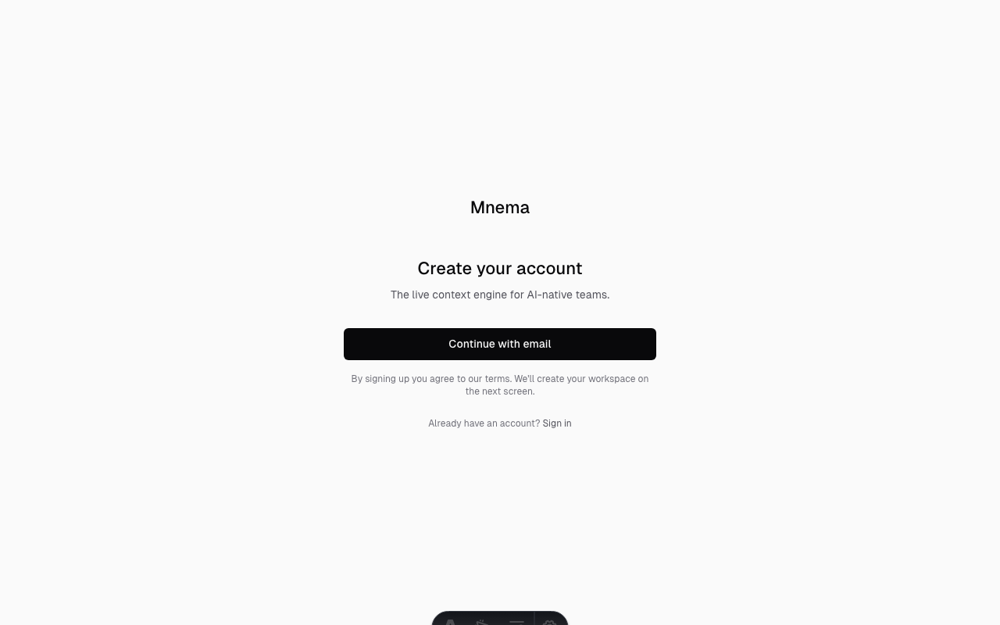 Mnema
Create your account
The live context engine for AI-native teams.
Continue with email
By signing up you agree to our terms. We'll create your workspace on
the next screen.
Already have an account? Sign in